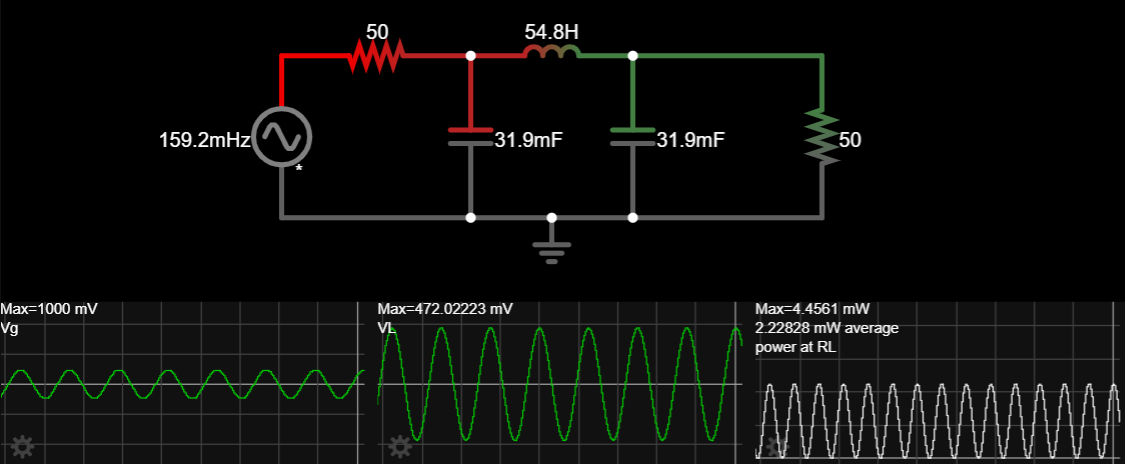 50
54.8H
159.2mHz
*
31.9mF
31.9mF
50
Max=1000 mV
Vg
Max=472.02223 mV
VL
Max=4.4561 mW
2.22828 mW average
power at RL